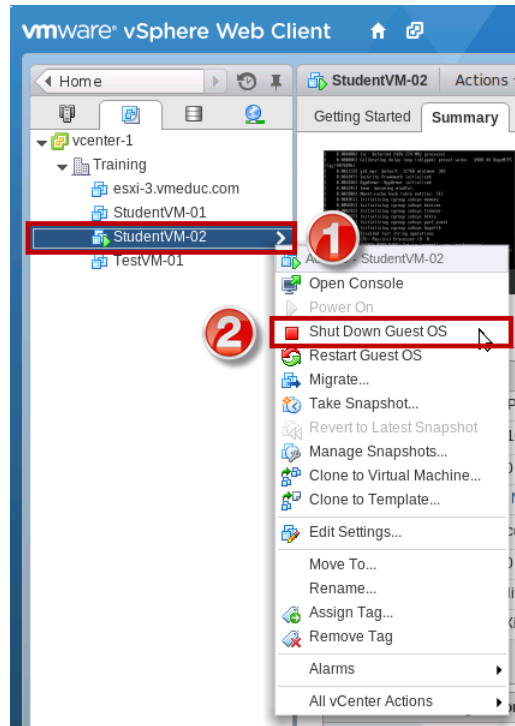 vmware® vSphere Web Client
Home
StudentVM-02 Actions
Getting Started Summary
vcenter-1
Training
esxi-3.vmeduc.com
StudentVM-01
StudentVM-02
TestVM-01
1
StudentVM-02
Open Console
Power On
2
Shut Down Guest OS
Restart Guest OS
Migrate...
Take Snapshot...
Revert to Latest Snapshot
Manage Snapshots...
Clone to Virtual Machine...
Clone to Template...
Edit Settings...
Move To...
Rename...
Assign Tag...
Remove Tag
Alarms
All vCenter Actions